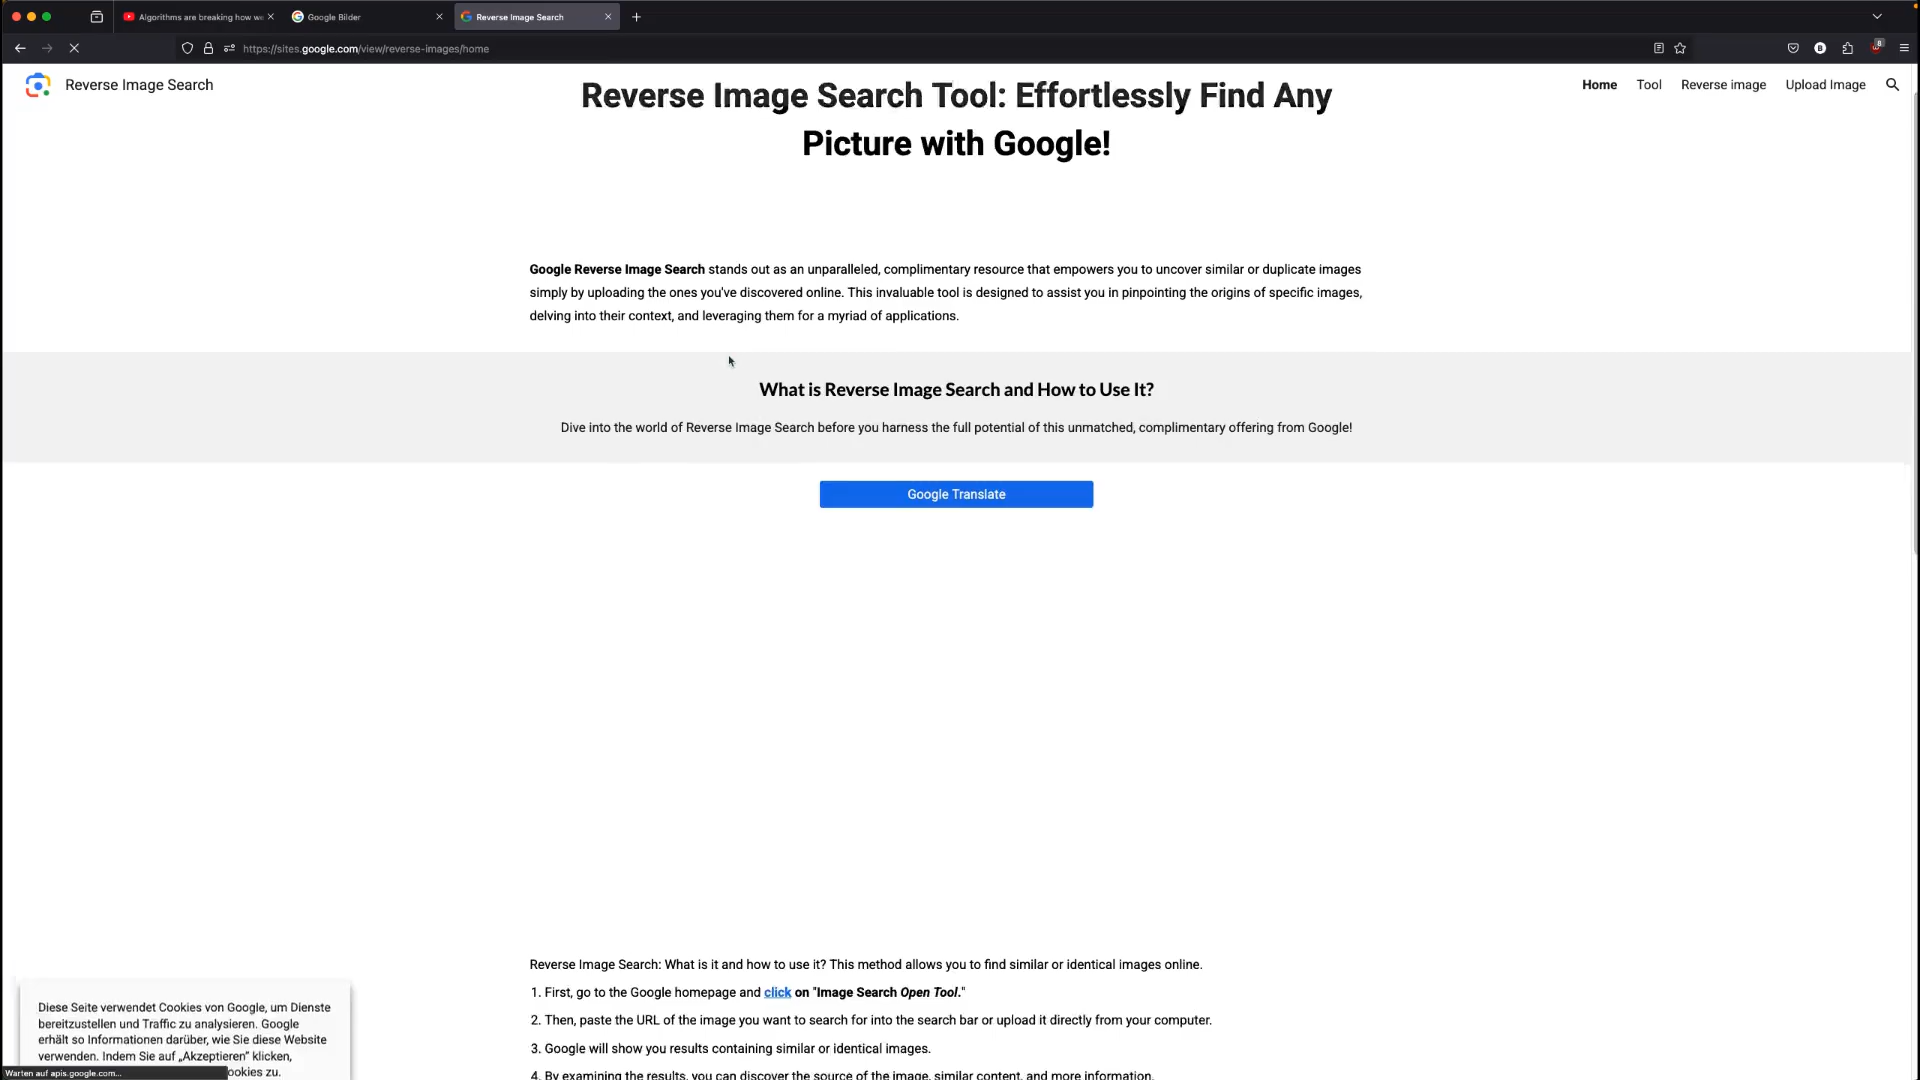 Algorithms are breaking how we
Google Bilder
Reverse Image Search
https://sites.google.com/view/reverse-images/home
8
Reverse Image Search
Home
Tool
Reverse image
Upload Image
Reverse Image Search Tool: Effortlessly Find Any
Picture with Google!
Google Reverse Image Search stands out as an unparalleled, complimentary resource that empowers you to uncover similar or duplicate images
simply by uploading the ones you've discovered online. This invaluable tool is designed to assist you in pinpointing the origins of specific images,
delving into their context, and leveraging them for a myriad of applications.
What is Reverse Image Search and How to Use It?
Dive into the world of Reverse Image Search before you harness the full potential of this unmatched, complimentary offering from Google!
Google Translate
Reverse Image Search: What is it and how to use it? This method allows you to find similar or identical images online.
1. First, go to the Google homepage and click on "Image Search Open Tool."
2. Then, paste the URL of the image you want to search for into the search bar or upload it directly from your computer.
3. Google will show you results containing similar or identical images.
4. By examining the results, you can discover the source of the image, similar content, and more information.
Diese Seite verwendet Cookies von Google, um Dienste
bereitzustellen und Traffic zu analysieren. Google
erhält so Informationen darüber, wie Sie diese Website
verwenden. Indem Sie auf „Akzeptieren" klicken,
ookies zu.
Warten auf apis.google.com…